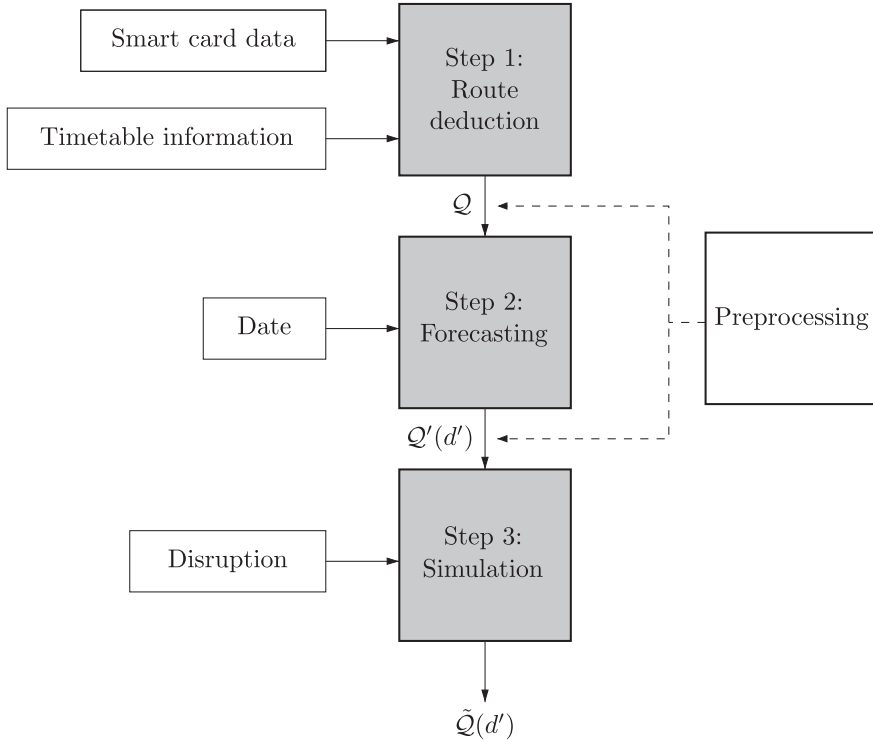 Smart card data
Step 1:
Route
deduction
Timetable information
𝒬
Step 2:
Forecasting
Date
Preprocessing
𝒬′(d′)
Step 3:
Simulation
Disruption
𝒬̃(d′)